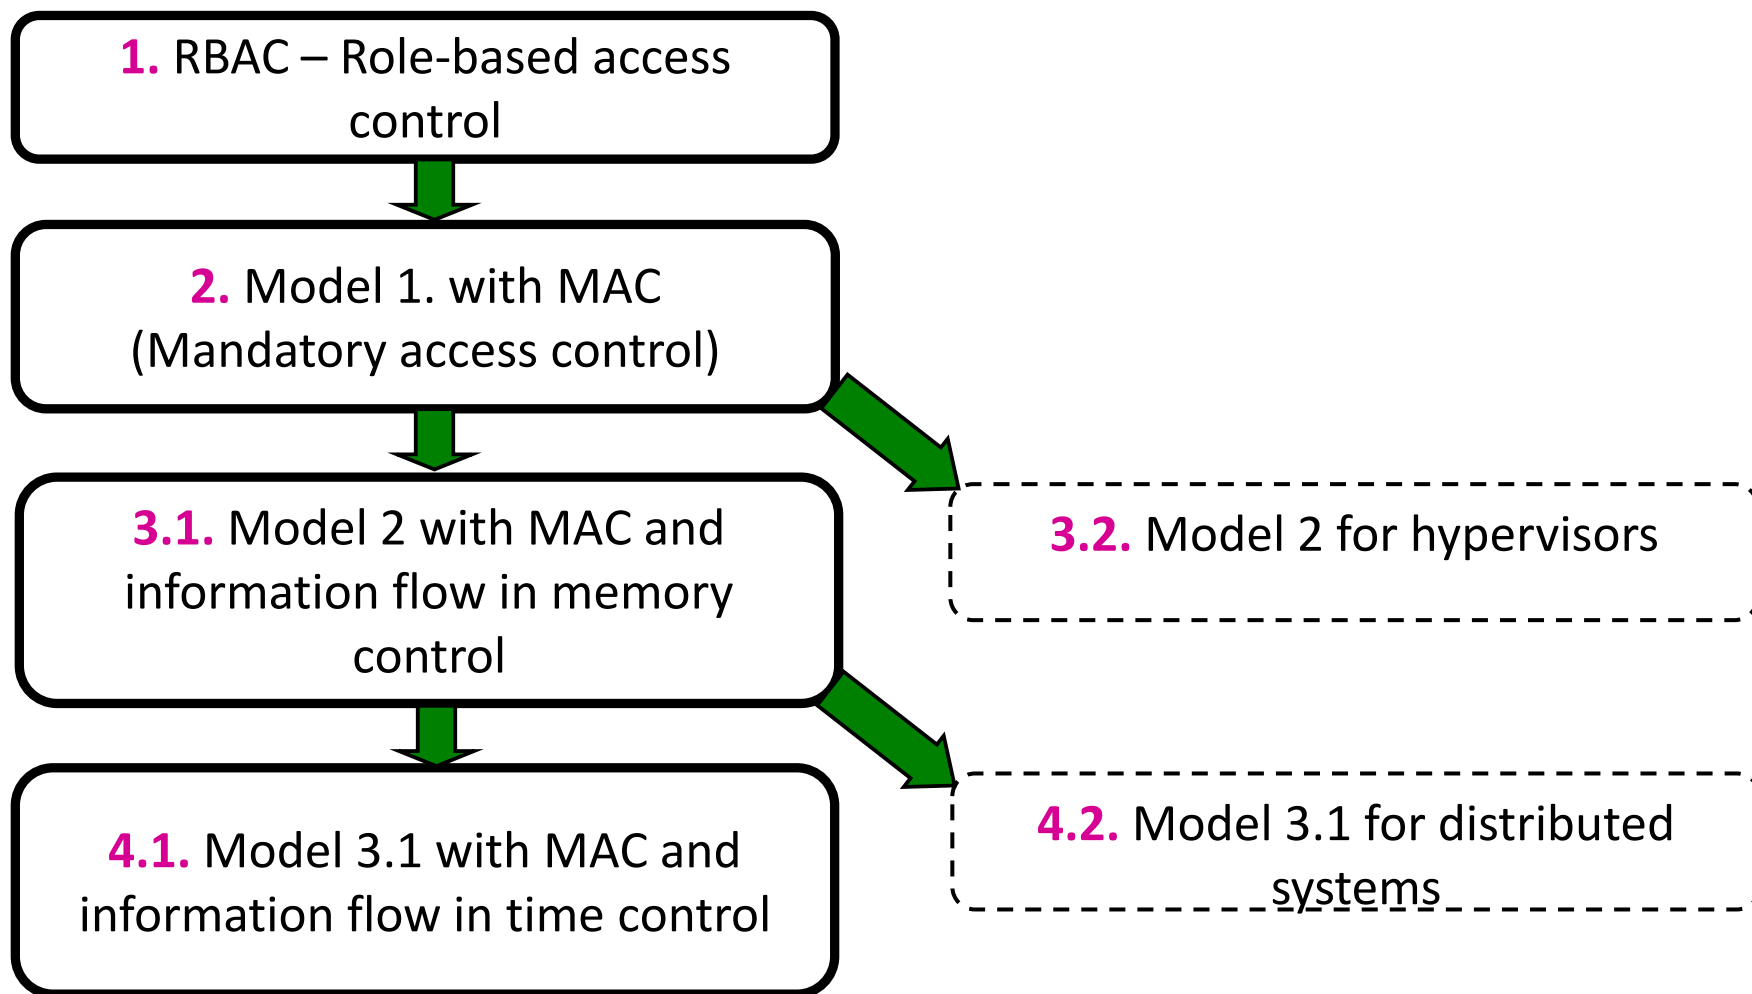 1. RBAC – Role-based access
control
2. Model 1. with MAC
(Mandatory access control)
3.1. Model 2 with MAC and
information flow in memory
control
3.2. Model 2 for hypervisors
4.1. Model 3.1 with MAC and
information flow in time control
4.2. Model 3.1 for distributed
systems